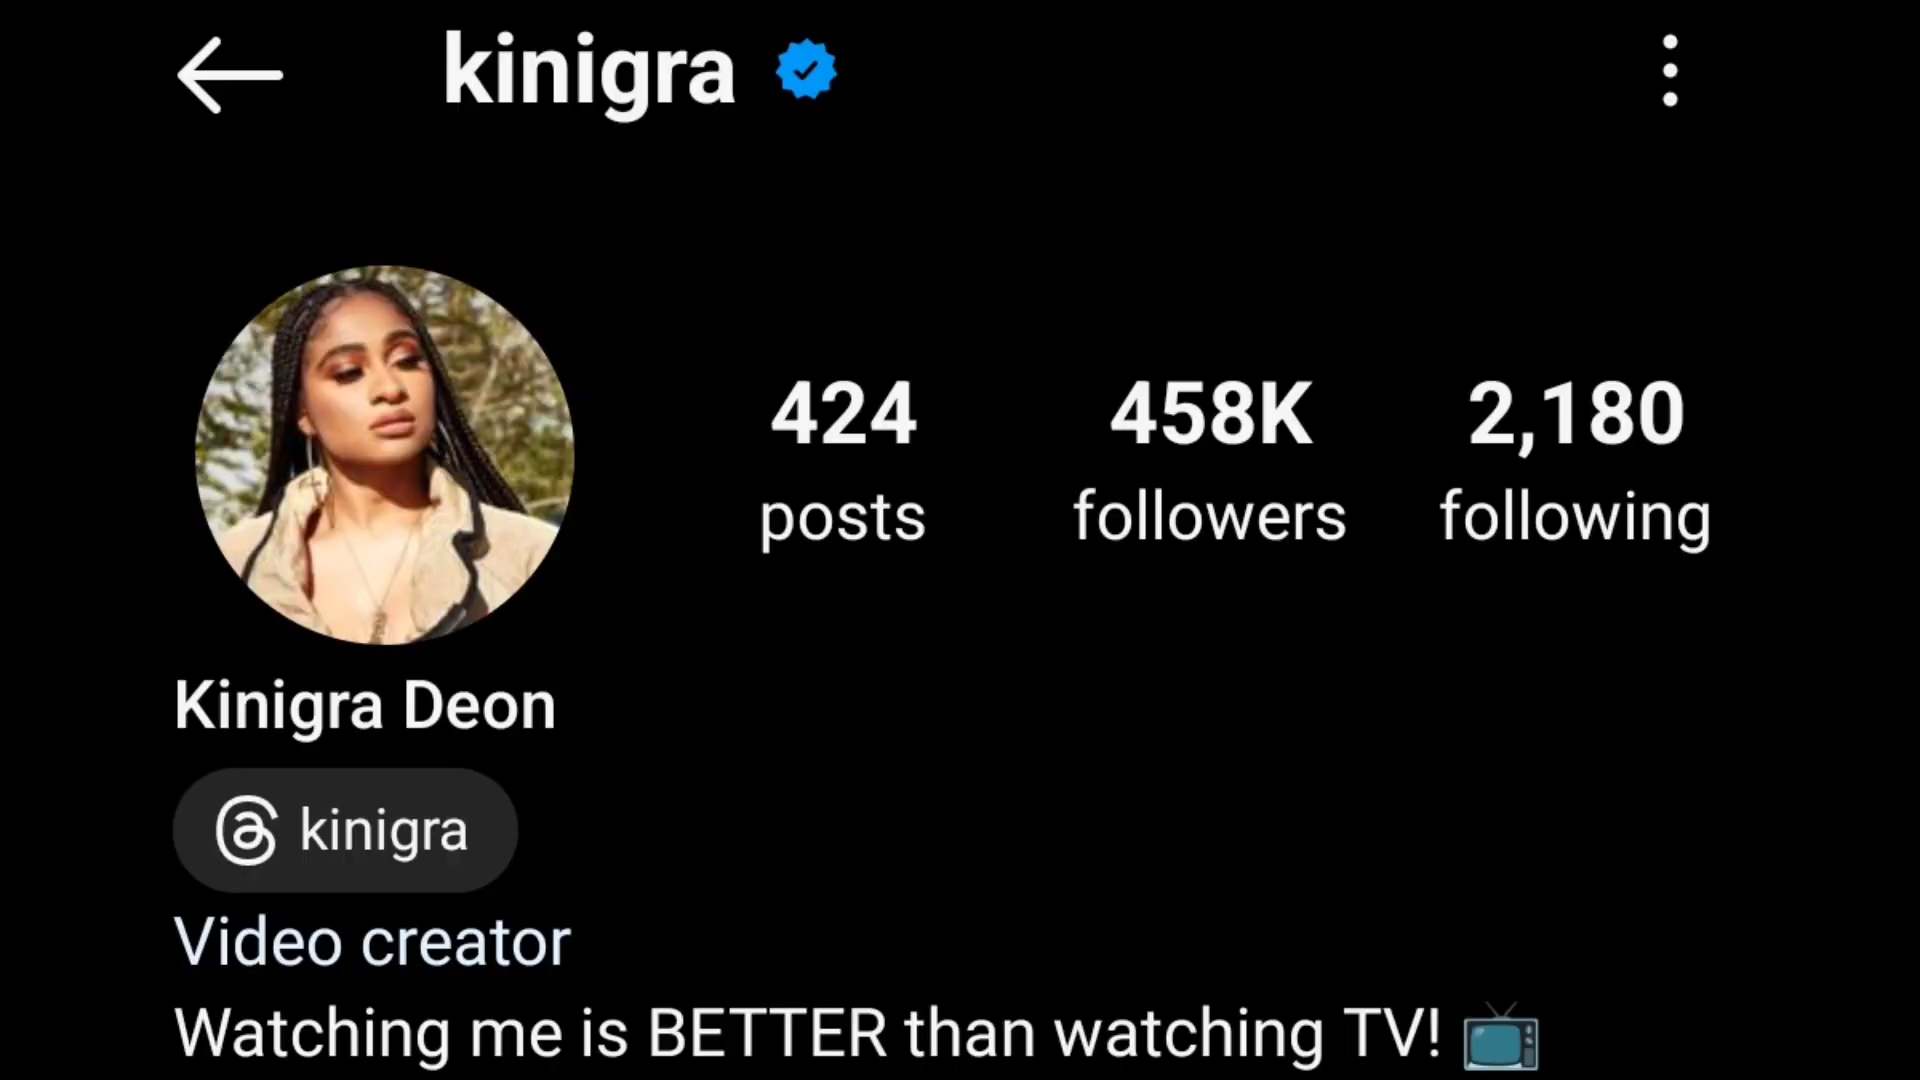 kinigra
424 458K 2,180
posts followers following
Kinigra Deon
kinigra
Video creator
Watching me is BETTER than watching TV! 📺